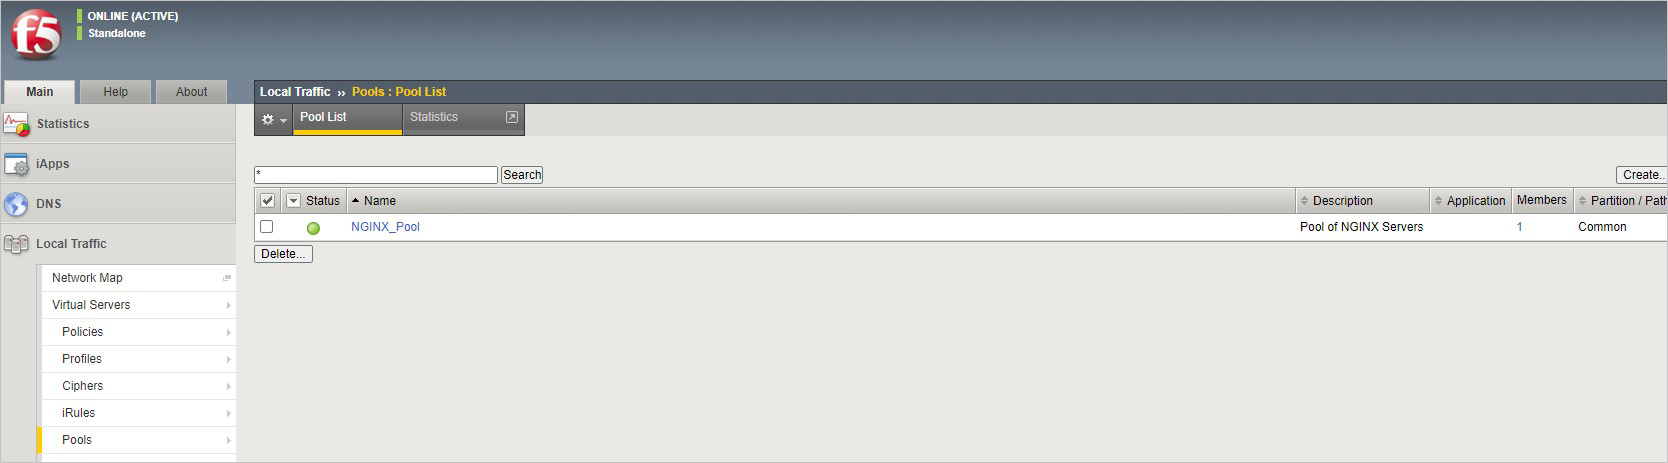 f5
ONLINE (ACTIVE)
Standalone
Main
Help
About
Local Traffic ›› Pools : Pool List
Statistics
iApps
DNS
Local Traffic
Network Map
Virtual Servers
Policies
Profiles
Ciphers
iRules
Pools
Pool List
Statistics
*
Search
Create...
Status
Name
Description
Application
Members
Partition / Path
NGINX_Pool
Pool of NGINX Servers
1
Common
Delete...